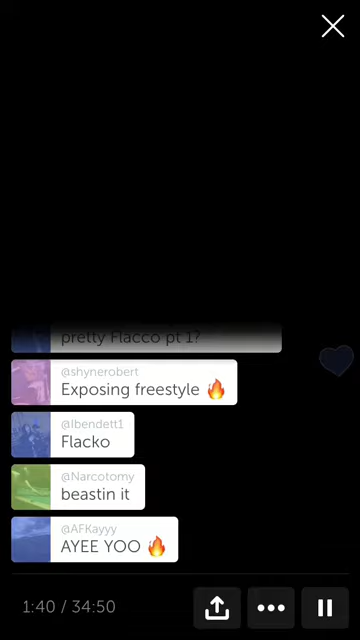 pretty Flacco pt 1?
@shynerobert
Exposing freestyle 🔥
@lbendett1
Flacko
@Narcotomy
beastin it
@AFKayyy
AYEE YOO 🔥
1:40 / 34:50